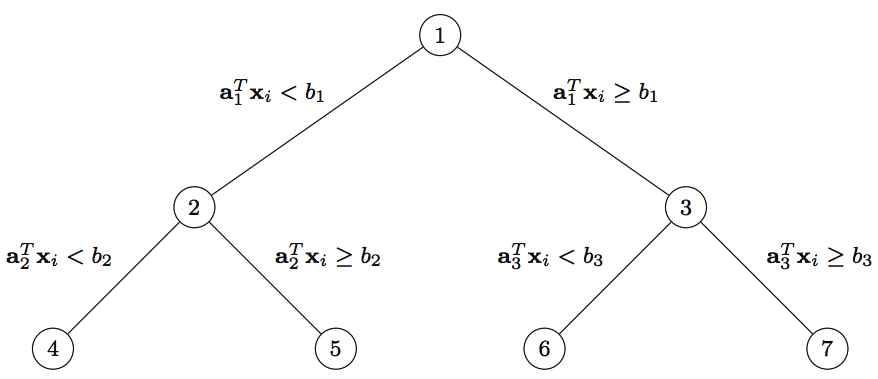 1
𝐚₁ᵀ𝐱ᵢ < b₁
𝐚₁ᵀ𝐱ᵢ ≥ b₁
2
3
𝐚₂ᵀ𝐱ᵢ < b₂
𝐚₂ᵀ𝐱ᵢ ≥ b₂
𝐚₃ᵀ𝐱ᵢ < b₃
𝐚₃ᵀ𝐱ᵢ ≥ b₃
4
5
6
7